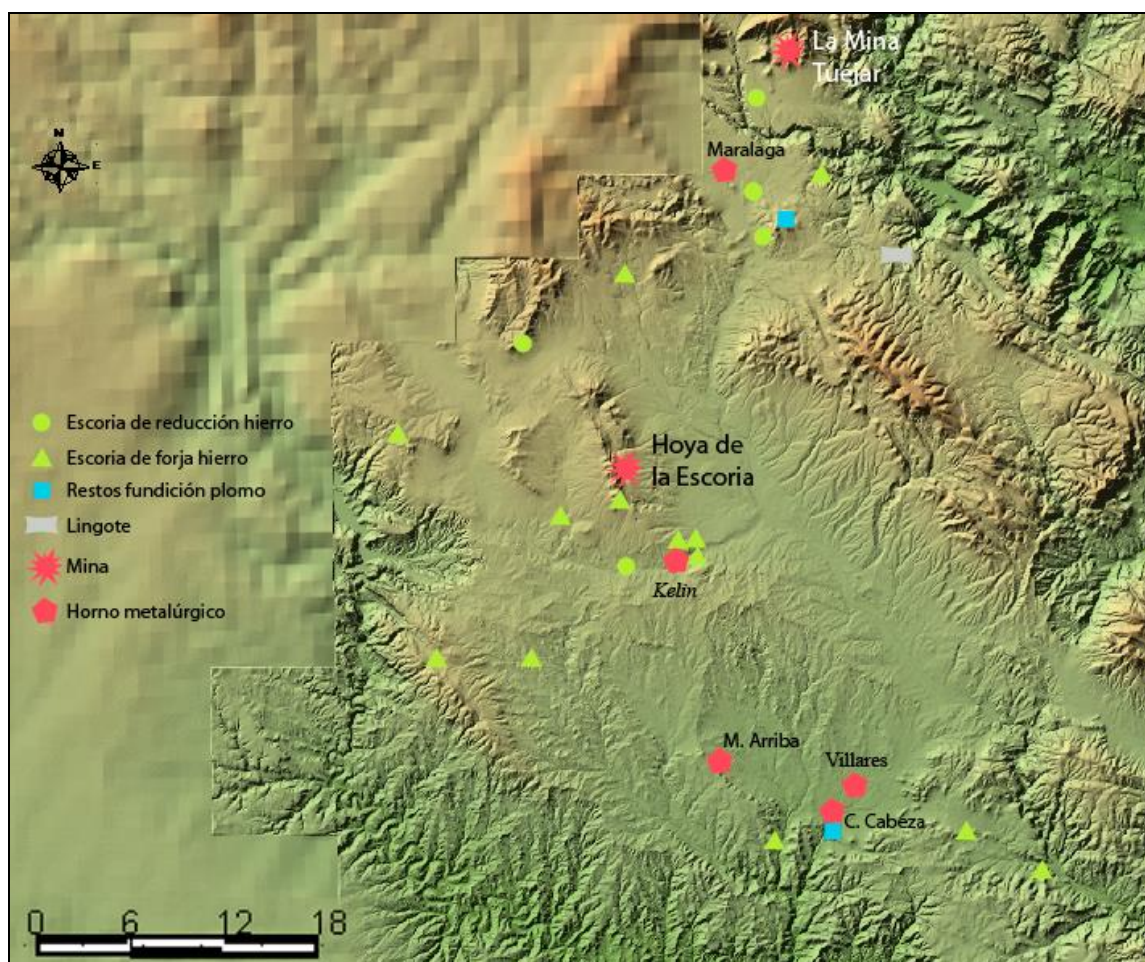 La Mina
Tuéjar
N
E
Maralaga
Escoria de reducción hierro
Escoria de forja hierro
Restos fundición plomo
Lingote
Mina
Horno metalúrgico
Hoya de
la Escoria
Kelin
M. Arriba
Villares
C. Cabeza
0 6 12 18